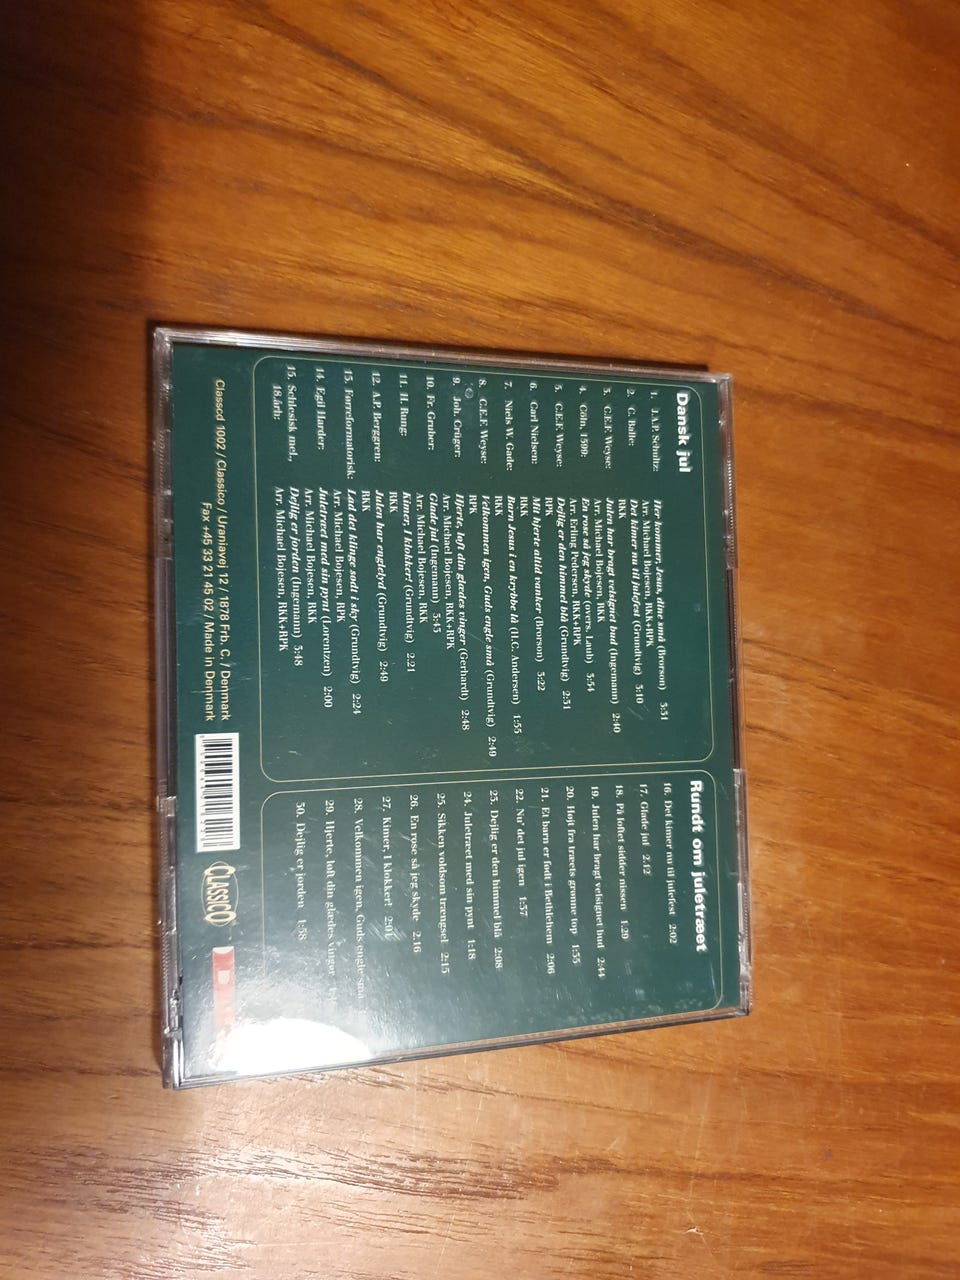 Dansk jul
1. J.A.P. Schultz: Her kommer, Jesus, dine små (Brorson) 3:31
Arr. Michael Bojesen, RKK+RPK
2. C. Balle: Det kimer nu til julefest (Grundtvig) 3:10
RKK
3. C.E.F. Weyse: Julen har bragt velsignet bud (Ingemann) 2:40
Arr. Michael Bojesen, RKK
4. Cöln, 1599: En rose så jeg skyde (overs. Laub) 3:54
Arr. Erling Pedersen, RKK+RPK
5. C.E.F. Weyse: Dejlig er den himmel blå (Grundtvig) 2:51
RPK
6. Carl Nielsen: Mit hjerte altid vanker (Brorson) 3:22
RKK
7. Niels W. Gade: Barn Jesus i en krybbe lå (H.C. Andersen) 1:55
RKK
8. C.E.F. Weyse: Velkommen igen, Guds engle små (Grundtvig) 2:49
RPK
9. Joh. Crüger: Hjerte, løft din glædes vinger (Gerhardt) 2:48
Arr. Michael Bojesen, RKK+RPK
10. Fr. Gruber: Glade jul (Ingemann) 3:43
Arr. Michael Bojesen, RKK
11. H. Rung: Kimer, I klokker! (Grundtvig) 2:21
RKK
12. A.P. Berggren: Julen har englelyd (Grundtvig) 2:49
RKK
13. Førreformatorisk: Lad det klinge sødt i sky (Grundtvig) 2:24
Arr. Michael Bojesen, RPK
14. Egil Harder: Juletræet med sin pynt (Lorentzen) 2:00
Arr. Michael Bojesen, RKK
15. Schlesisk mel., Dejlig er jorden (Ingemann) 3:48
18.årh: Arr. Michael Bojesen, RKK+RPK
Rundt om juletræet
16. Det kimer nu til julefest 2:02
17. Glade jul 2:12
18. På loftet sidder nissen 1:29
19. Julen har bragt velsignet bud 2:44
20. Højt fra træets grønne top 1:55
21. Et barn er født i Bethlehem 2:06
22. Nu' det jul igen 1:57
23. Dejlig er den himmel blå 2:08
24. Juletræet med sin pynt 1:18
25. Sikken voldsom trængsel 2:15
26. En rose så jeg skyde 2:16
27. Kimer, I klokker! 2:01
28. Velkommen igen, Guds engle små
29. Hjerte, løft din glædes vinger
30. Dejlig er jorden 1:58
Classcd 1002 / Classico / Uraniavej 12 / 1878 Frb. C. / Denmark
Fax +45 33 21 45 02 / Made in Denmark
CLASSICO